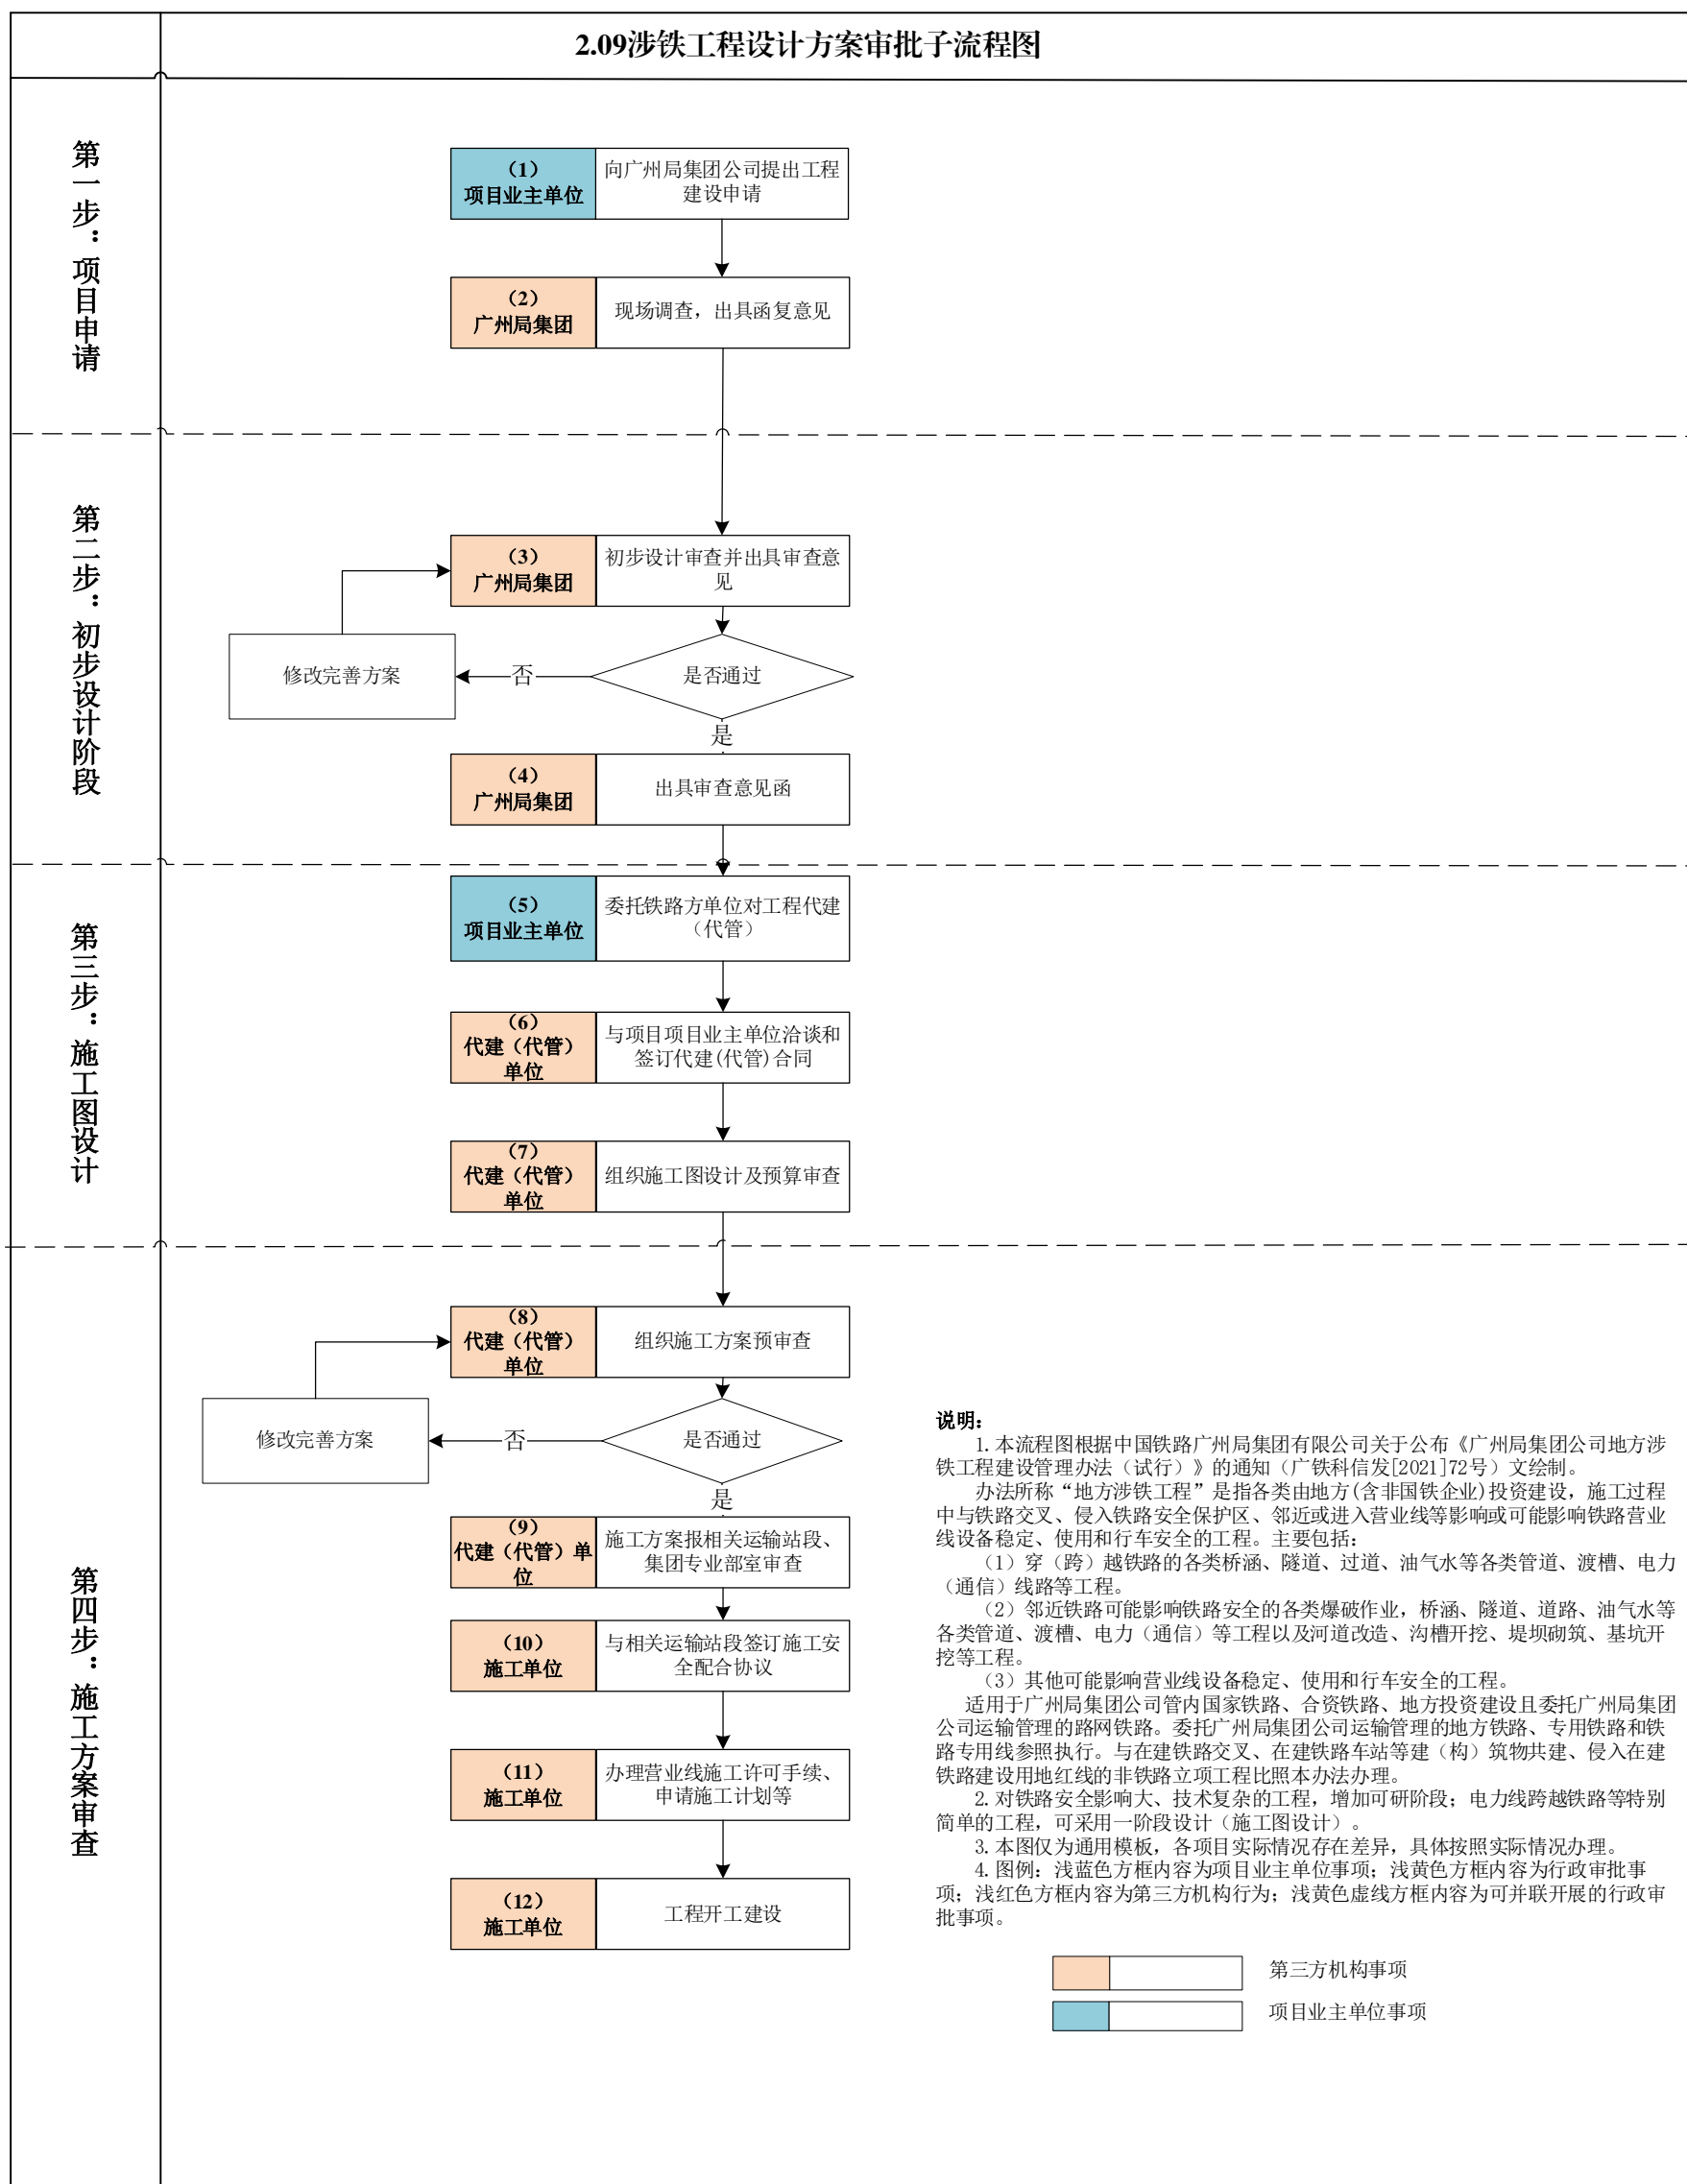 2.09涉铁工程设计方案审批子流程图
第一步：项目申请
（1）
项目业主单位
向广州局集团公司提出工程
建设申请
（2）
广州局集团
现场调查，出具函复意见
第二步：初步设计阶段
（3）
广州局集团
初步设计审查并出具审查意
见
修改完善方案
否
是否通过
是
（4）
广州局集团
出具审查意见函
第三步：施工图设计
（5）
项目业主单位
委托铁路方单位对工程代建
（代管）
（6）
代建（代管）
单位
与项目项目业主单位洽谈和
签订代建(代管)合同
（7）
代建（代管）
单位
组织施工图设计及预算审查
第四步：施工方案审查
（8）
代建（代管）
单位
组织施工方案预审查
修改完善方案
否
是否通过
是
（9）
代建（代管）单
位
施工方案报相关运输站段、
集团专业部室审查
（10）
施工单位
与相关运输站段签订施工安
全配合协议
（11）
施工单位
办理营业线施工许可手续、
申请施工计划等
（12）
施工单位
工程开工建设
说明：
1.本流程图根据中国铁路广州局集团有限公司关于公布《广州局集团公司地方涉
铁工程建设管理办法（试行）》的通知（广铁科信发[2021]72号）文绘制。
办法所称“地方涉铁工程”是指各类由地方(含非国铁企业)投资建设，施工过程
中与铁路交叉、侵入铁路安全保护区、邻近或进入营业线等影响或可能影响铁路营业
线设备稳定、使用和行车安全的工程。主要包括：
（1）穿（跨）越铁路的各类桥涵、隧道、过道、油气水等各类管道、渡槽、电力
（通信）线路等工程。
（2）邻近铁路可能影响铁路安全的各类爆破作业，桥涵、隧道、道路、油气水等
各类管道、渡槽、电力（通信）等工程以及河道改造、沟槽开挖、堤坝砌筑、基坑开
挖等工程。
（3）其他可能影响营业线设备稳定、使用和行车安全的工程。
适用于广州局集团公司管内国家铁路、合资铁路、地方投资建设且委托广州局集团
公司运输管理的路网铁路。委托广州局集团公司运输管理的地方铁路、专用铁路和铁
路专用线参照执行。与在建铁路交叉、在建铁路车站等建（构）筑物共建、侵入在建
铁路建设用地红线的非铁路立项工程比照本办法办理。
2.对铁路安全影响大、技术复杂的工程，增加可研阶段；电力线跨越铁路等特别
简单的工程，可采用一阶段设计（施工图设计）。
3.本图仅为通用模板，各项目实际情况存在差异，具体按照实际情况办理。
4.图例：浅蓝色方框内容为项目业主单位事项；浅黄色方框内容为行政审批事
项；浅红色方框内容为第三方机构行为；浅黄色虚线方框内容为可并联开展的行政审
批事项。
第三方机构事项
项目业主单位事项